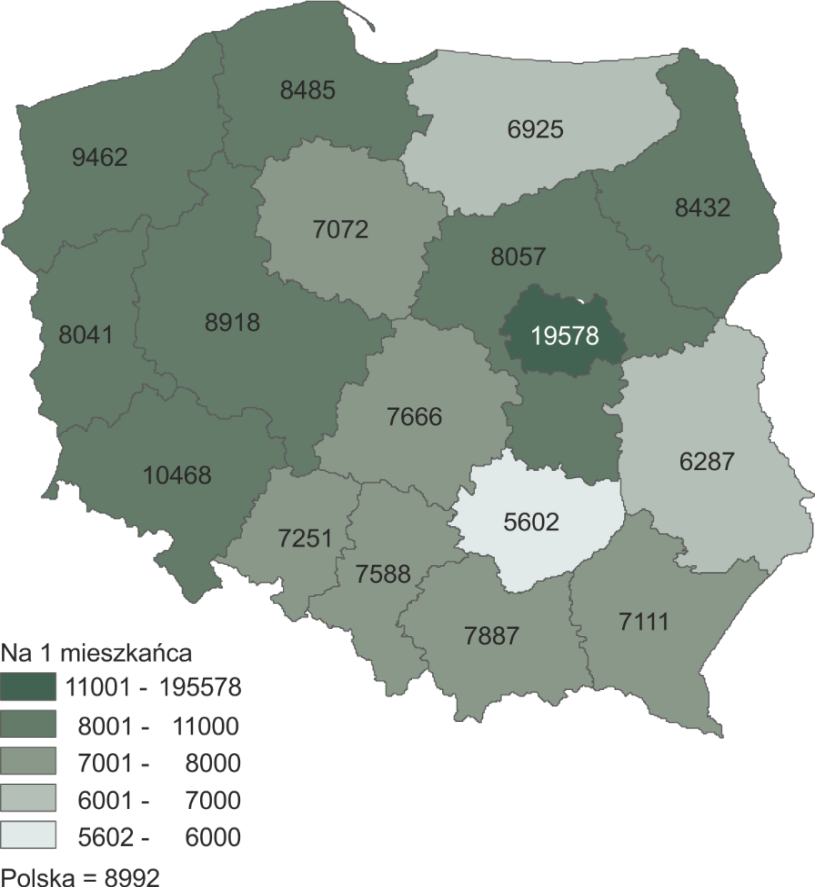 8485
6925
9462
8432
7072
8057
8918
19578
8041
7666
6287
10468
5602
7251
7588
7111
7887
Na 1 mieszkańca
11001 - 195578
8001 - 11000
7001 - 8000
6001 - 7000
5602 - 6000
Polska = 8992